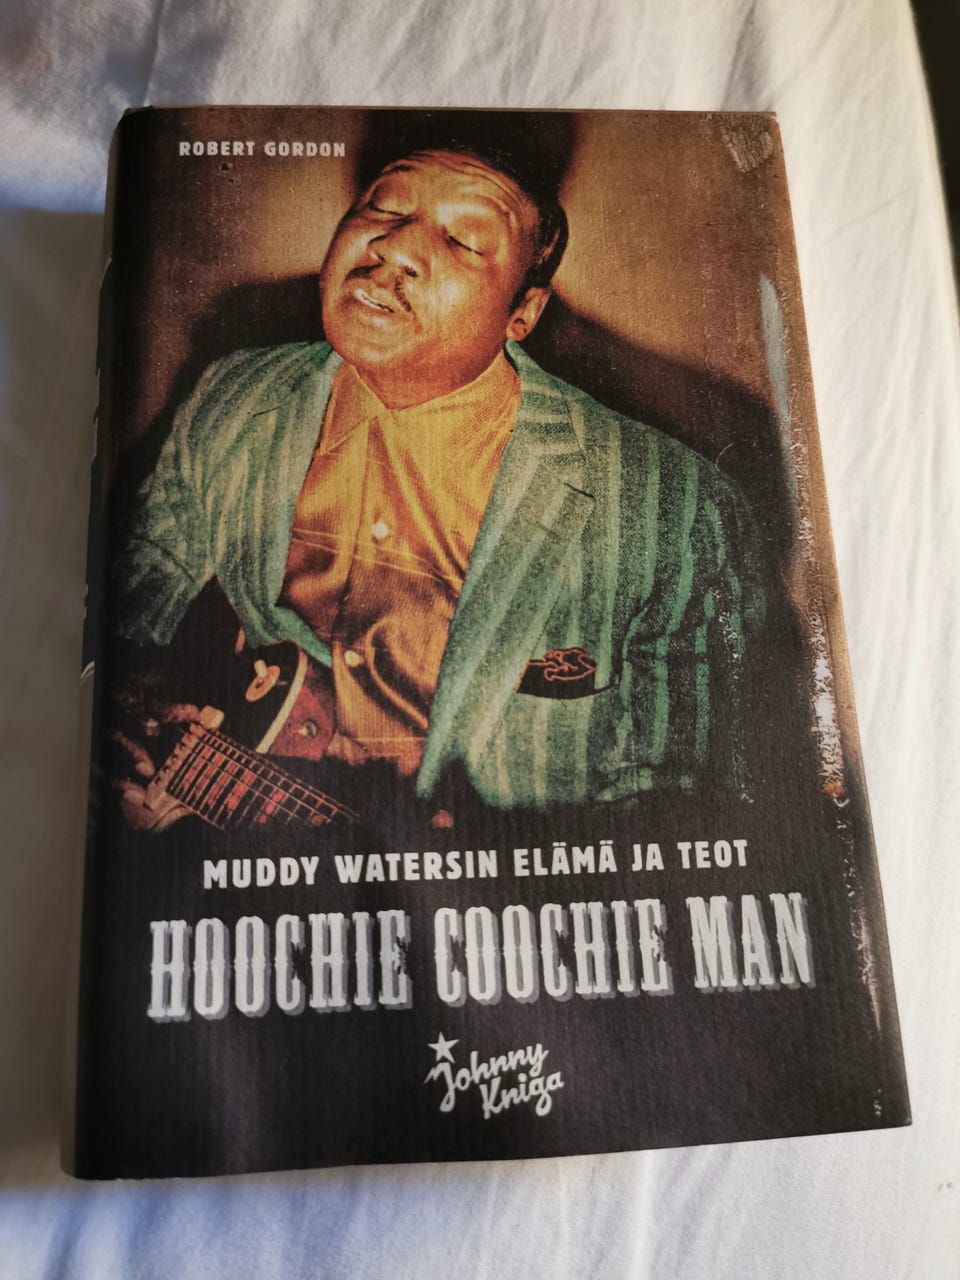 ROBERT GORDON
MUDDY WATERSIN ELÄMÄ JA TEOT
HOOCHIE COOCHIE MAN
Johnny
Kniga